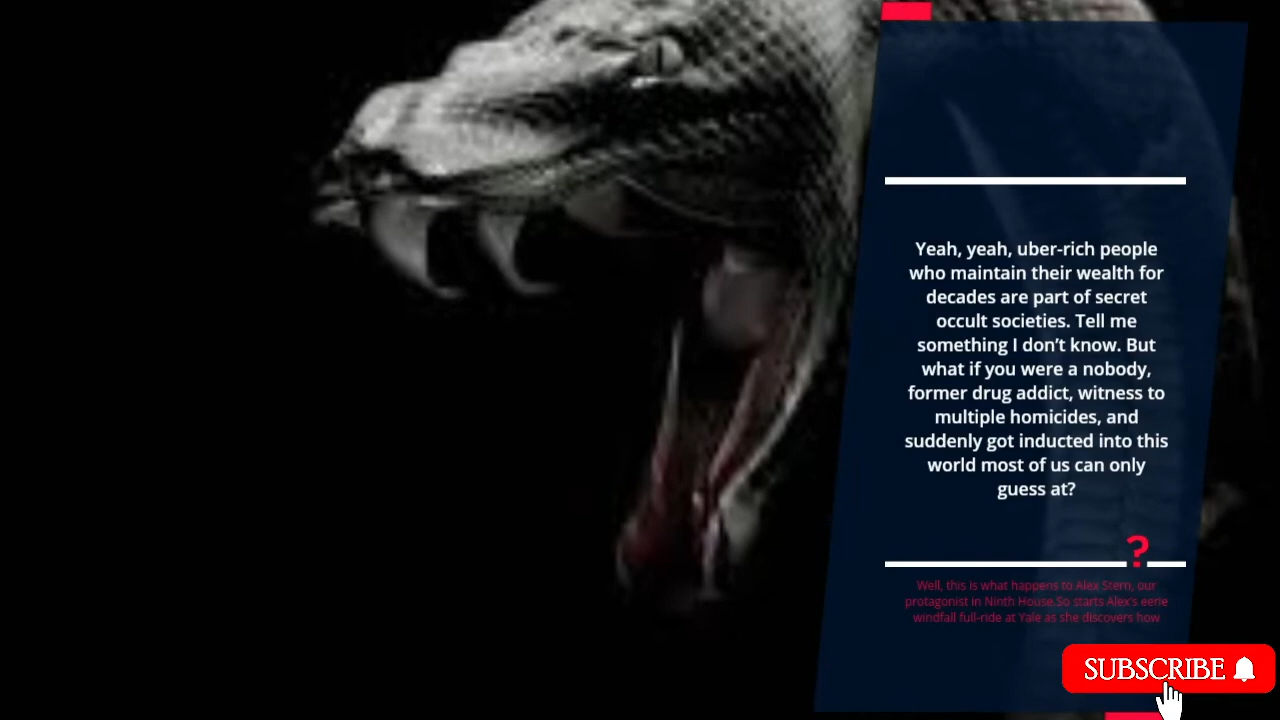 Yeah, yeah, uber-rich people
who maintain their wealth for
decades are part of secret
occult societies. Tell me
something I don’t know. But
what if you were a nobody,
former drug addict, witness to
multiple homicides, and
suddenly got inducted into this
world most of us can only
guess at?
?
Well, this is what happens to Alex Stern, our
protagonist in Ninth House.So starts Alex's eerie
windfall full-ride at Yale as she discovers how
SUBSCRIBE